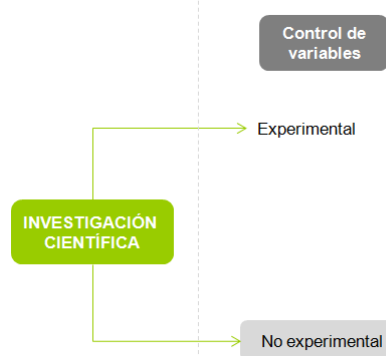 Control de
variables
Experimental
INVESTIGACIÓN
CIENTÍFICA
No experimental